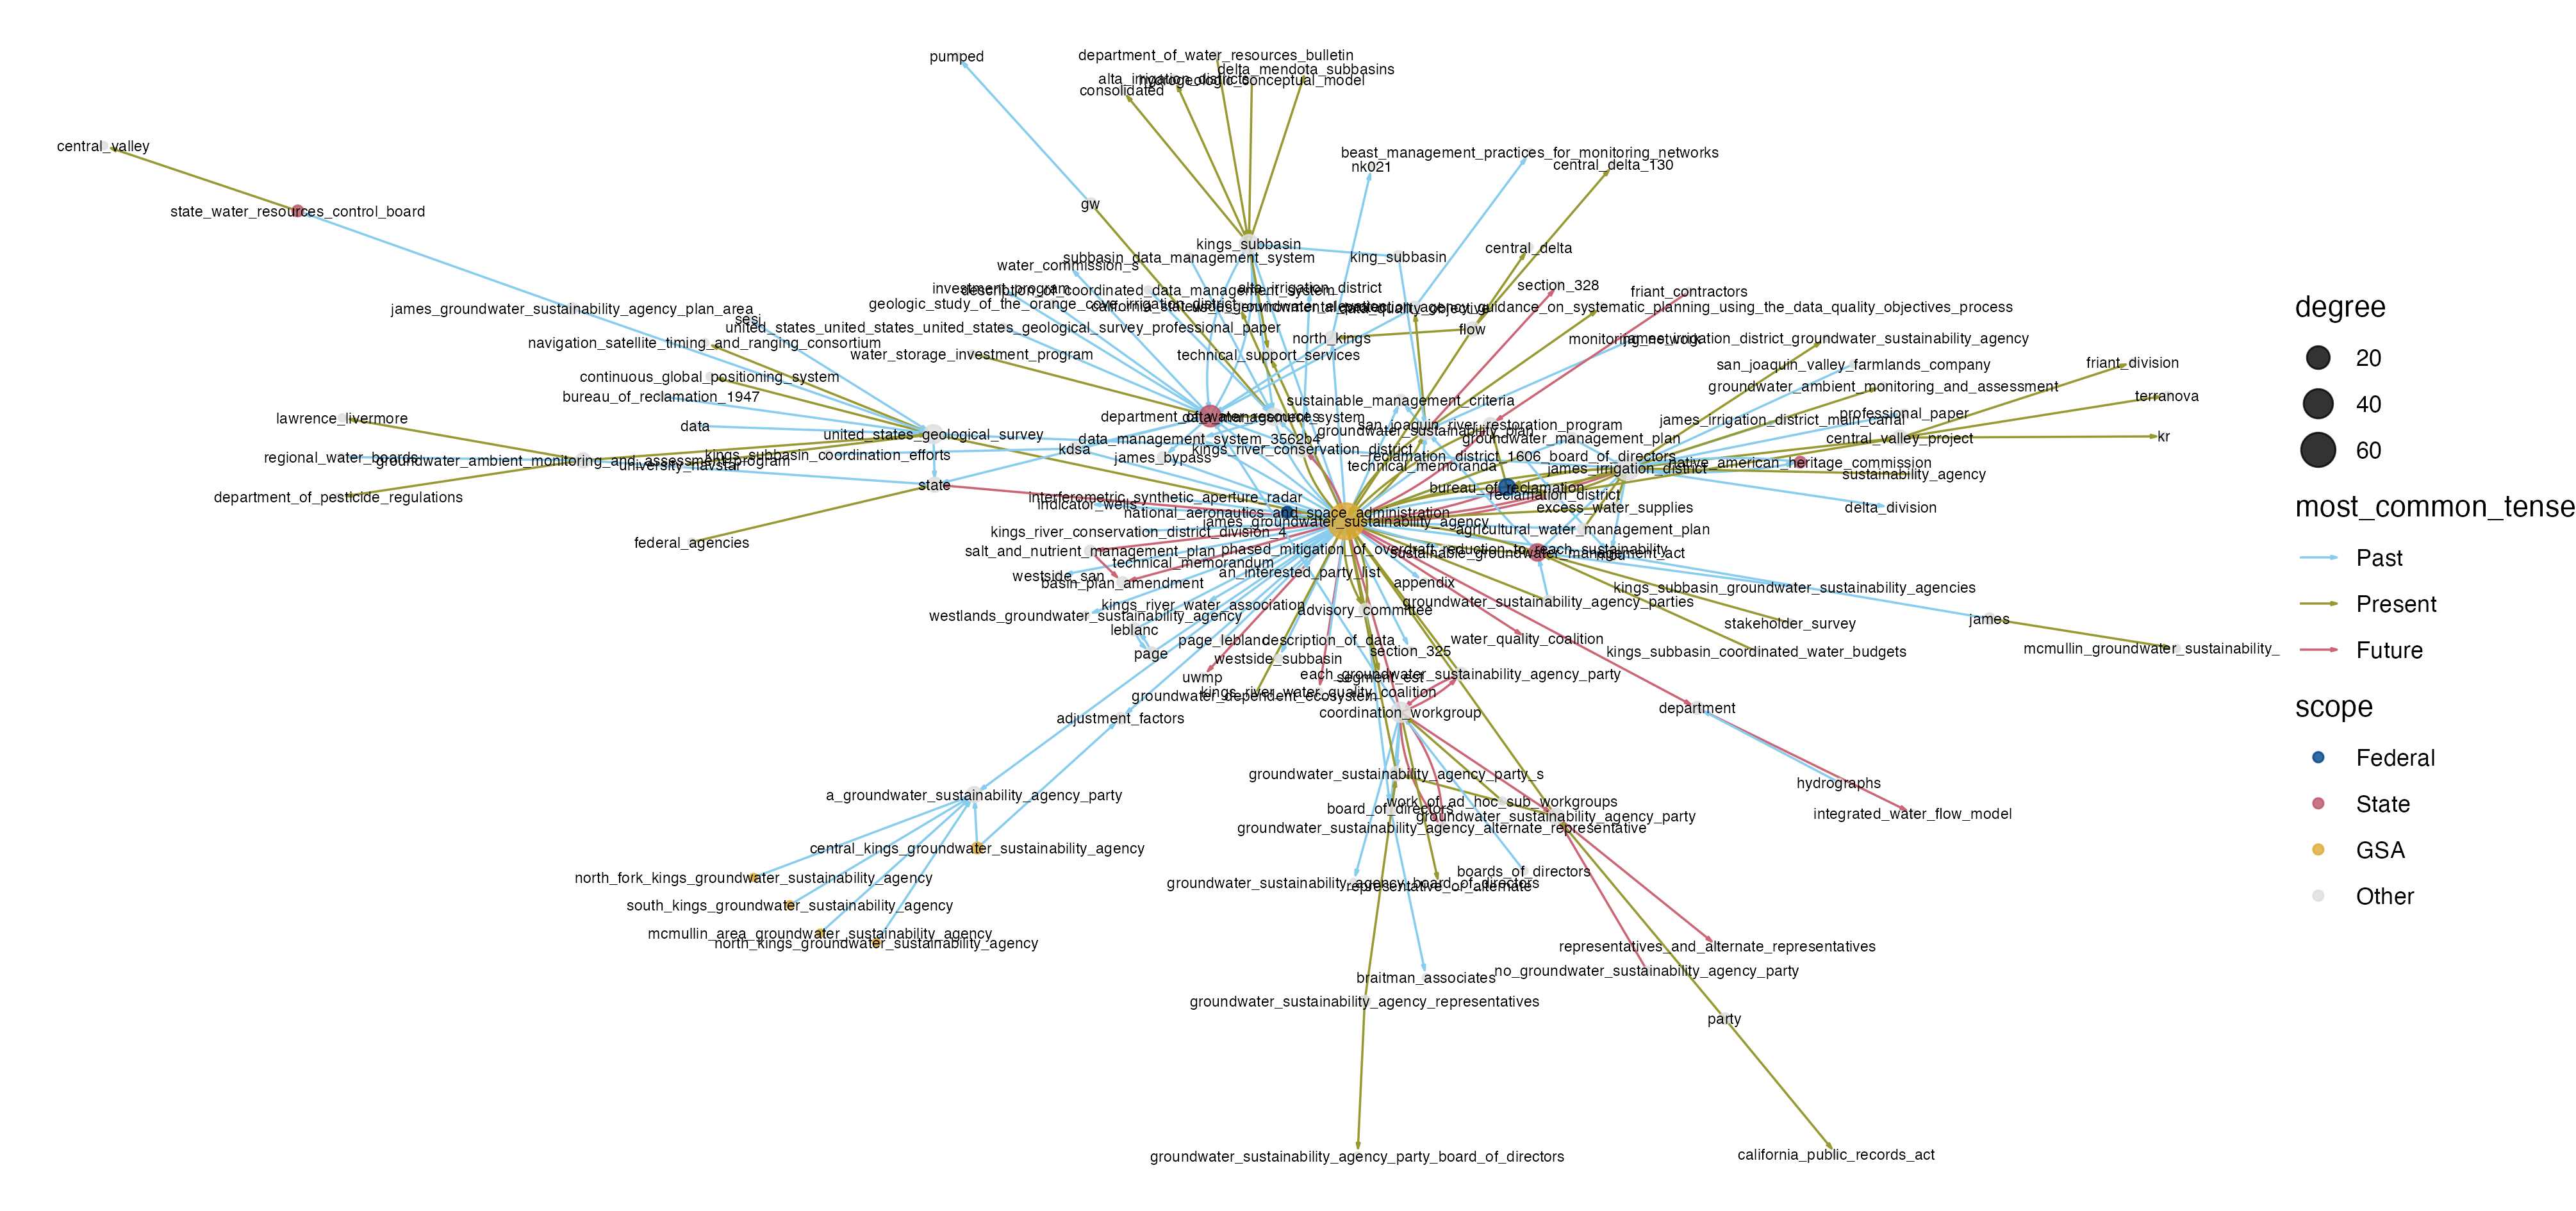 pumped
department_of_water_resources_bulletin
delta_mendota_subbasins
alta_irrigation_districts
hydrogeologic_conceptual_model
consolidated
central_valley
beast_management_practices_for_monitoring_networks
nk021
central_delta_130
gw
state_water_resources_control_board
kings_subbasin
central_delta
subbasin_data_management_system
king_subbasin
water_commission_s
section_328
investment_program
description_of_coordinated_data_management_system
alta_irrigation_district
friant_contractors
geologic_study_of_the_orange_cove_irrigation_district
data_quality_objective
james_groundwater_sustainability_agency_plan_area
sesi
united_states_united_states_united_states_geological_survey_professional_paper
flow
north_kings
monitoring_network
james_irrigation_district_groundwater_sustainability_agency
navigation_satellite_timing_and_ranging_consortium
water_storage_investment_program
technical_support_services
san_joaquin_valley_farmlands_company
friant_division
continuous_global_positioning_system
groundwater_ambient_monitoring_and_assessment
bureau_of_reclamation_1947
sustainable_management_criteria
terranova
lawrence_livermore
department_of_water_resources
data_management_system
professional_paper
james_irrigation_district_main_canal
data
san_joaquin_river_restoration_program
groundwater_sustainability_plan
united_states_geological_survey
data_management_system_3562b4
groundwater_management_plan
central_valley_project
kr
kdsa
kings_river_conservation_district
kings_subbasin_coordination_efforts
regional_water_boards
groundwater_ambient_monitoring_and_assessment_program
university_navstar
james_bypass
reclamation_district_1606_board_of_directors
technical_memoranda
james_irrigation_district
native_american_heritage_commission
sustainability_agency
state
bureau_of_reclamation
reclamation_district
department_of_pesticide_regulations
interferometric_synthetic_aperture_radar
indicator_wells
national_aeronautics_and_space_administration
excess_water_supplies
delta_division
james_groundwater_sustainability_agency
kings_river_conservation_district_division_4
agricultural_water_management_plan
federal_agencies
salt_and_nutrient_management_plan
phased_mitigation_of_overdraft_reduction_to_reach_sustainability
sustainable_groundwater_management_act
technical_memorandum
westside_san
basin_plan_amendment
an_interested_party_list
appendix
kings_subbasin_groundwater_sustainability_agencies
kings_river_water_association
groundwater_sustainability_agency_parties
westlands_groundwater_sustainability_agency
advisory_committee
james
leblanc
stakeholder_survey
page_leblanc
description_of_data
water_quality_coalition
page
westside_subbasin
section_325
kings_subbasin_coordinated_water_budgets
mcmullin_groundwater_sustainability_
uwmp
each_groundwater_sustainability_agency_party
segment_est
kings_river_water_quality_coalition
groundwater_dependent_ecosystem
adjustment_factors
coordination_workgroup
department
groundwater_sustainability_agency_party_s
hydrographs
a_groundwater_sustainability_agency_party
work_of_ad_hoc_sub_workgroups
board_of_directors
groundwater_sustainability_agency_party
integrated_water_flow_model
groundwater_sustainability_agency_alternate_representative
central_kings_groundwater_sustainability_agency
boards_of_directors
north_fork_kings_groundwater_sustainability_agency
groundwater_sustainability_agency_board_of_directors
representative_or_alternate
south_kings_groundwater_sustainability_agency
mcmullin_area_groundwater_sustainability_agency
north_kings_groundwater_sustainability_agency
representatives_and_alternate_representatives
no_groundwater_sustainability_agency_party
braitman_associates
groundwater_sustainability_agency_representatives
party
groundwater_sustainability_agency_party_board_of_directors
california_public_records_act
degree
20
40
60
most_common_tense
Past
Present
Future
scope
Federal
State
GSA
Other